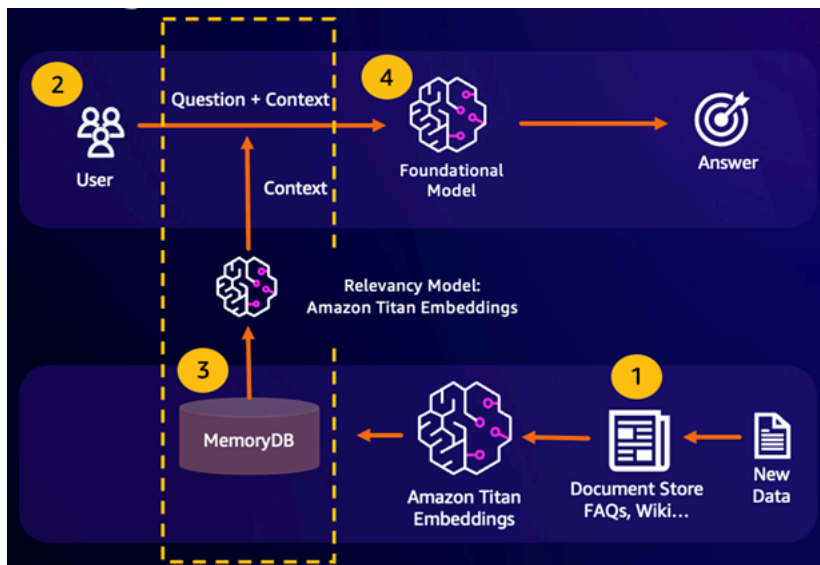 2
Question + Context
4
User
Foundational
Model
Answer
Context
Relevancy Model:
Amazon Titan Embeddings
3
1
MemoryDB
Amazon Titan
Embeddings
Document Store
FAQs, Wiki...
New
Data